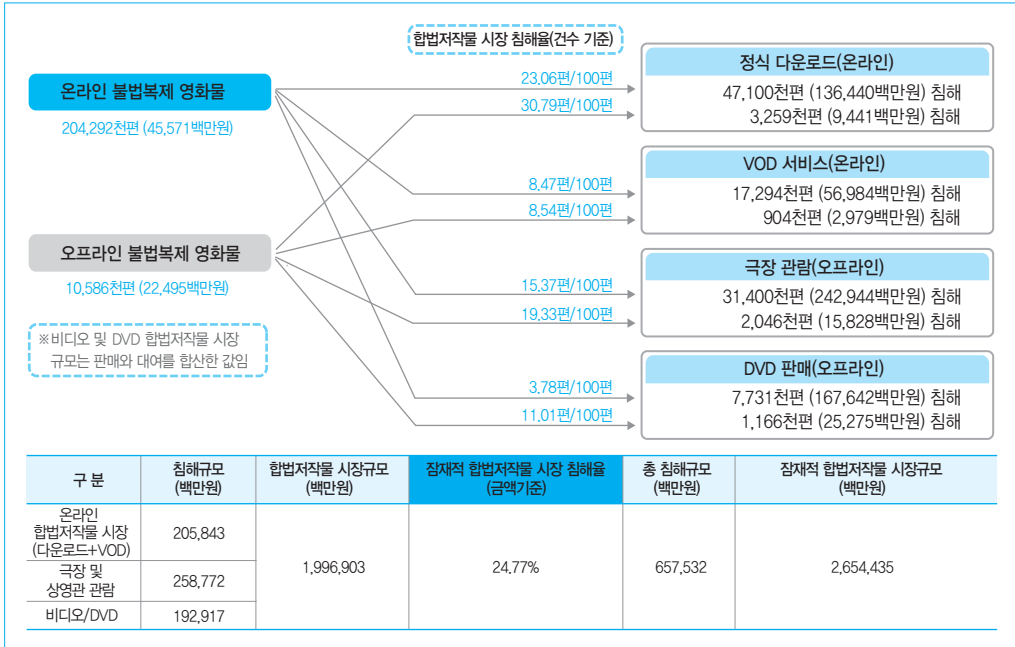 합법저작물 시장 침해율(건수 기준)
온라인 불법복제 영화물
204,292천편 (45,571백만원)
오프라인 불법복제 영화물
10,586천편 (22,495백만원)
※비디오 및 DVD 합법저작물 시장
규모는 판매와 대여를 합산한 값임
23.06편/100편
30.79편/100편
정식 다운로드(온라인)
47,100천편 (136,440백만원) 침해
3,259천편 (9,441백만원) 침해
8.47편/100편
8.54편/100편
VOD 서비스(온라인)
17,294천편 (56,984백만원) 침해
904천편 (2,979백만원) 침해
15.37편/100편
19.33편/100편
극장 관람(오프라인)
31,400천편 (242,944백만원) 침해
2,046천편 (15,828백만원) 침해
3.78편/100편
11.01편/100편
DVD 판매(오프라인)
7,731천편 (167,642백만원) 침해
1,166천편 (25,275백만원) 침해
구 분 침해규모 (백만원) 합법저작물 시장규모 (백만원) 잠재적 합법저작물 시장 침해율 (금액기준) 총 침해규모 (백만원) 잠재적 합법저작물 시장규모 (백만원)
온라인
합법저작물 시장
(다운로드+VOD) 205,843
극장 및
상영관 관람 258,772
비디오/DVD 192,917
1,996,903 24.77% 657,532 2,654,435